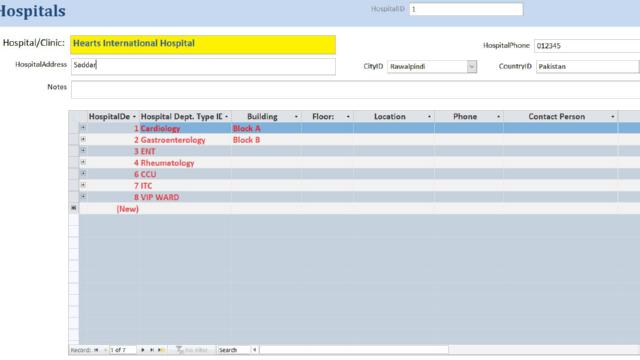 Hospitals
HospitalID 1
Hospital/Clinic: Hearts International Hospital
HospitalPhone 012345
HospitalAddress Saddar
CityID Rawalpindi
CountryID Pakistan
Notes
HospitalDe Hospital Dept. Type IE Building Floor: Location Phone Contact Person
1 Cardiology Block A
2 Gastroenterology Block B
3 ENT
4 Rheumatology
6 CCU
7 ITC
8 VIP WARD
(New)
Record: 1 of 7 No Filter Search